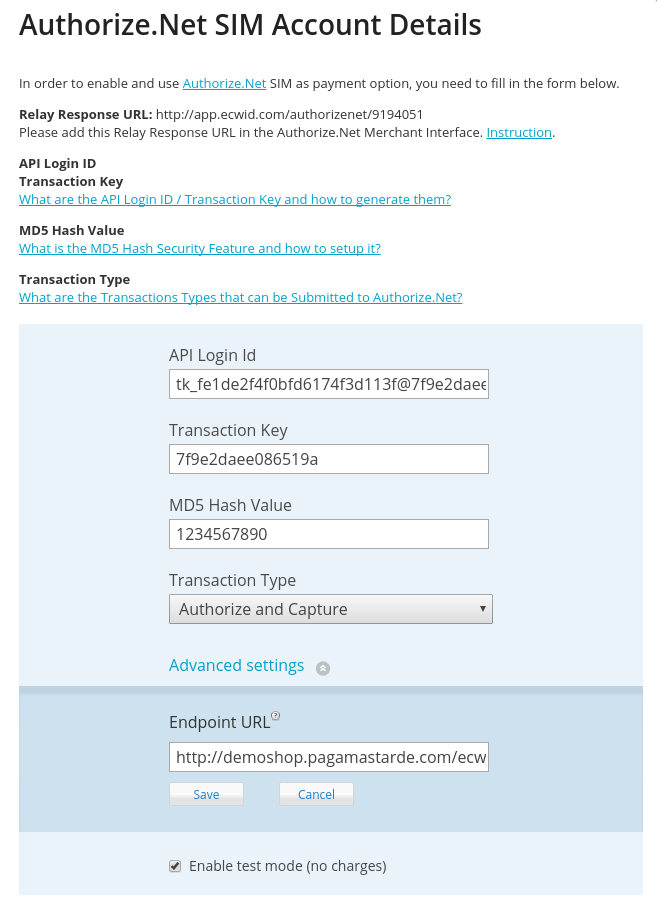 Authorize.Net SIM Account Details
In order to enable and use Authorize.Net SIM as payment option, you need to fill in the form below.
Relay Response URL: http://app.ecwid.com/authorizenet/9194051
Please add this Relay Response URL in the Authorize.Net Merchant Interface. Instruction.
API Login ID
Transaction Key
What are the API Login ID / Transaction Key and how to generate them?
MD5 Hash Value
What is the MD5 Hash Security Feature and how to setup it?
Transaction Type
What are the Transactions Types that can be Submitted to Authorize.Net?
API Login Id
tk_fe1de2f4f0bfd6174f3d113f@7f9e2daee
Transaction Key
7f9e2daee086519a
MD5 Hash Value
1234567890
Transaction Type
Authorize and Capture
Advanced settings
Endpoint URL?
http://demoshop.pagamastarde.com/ecw
Save Cancel
Enable test mode (no charges)